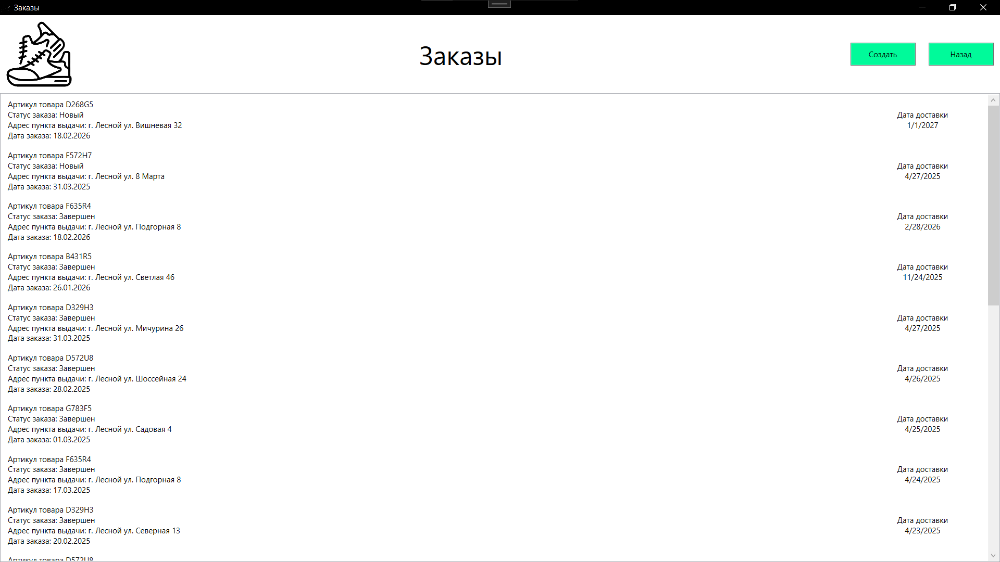 Заказы
Заказы
Создать
Назад
Артикул товара D268G5
Статус заказа: Новый
Адрес пункта выдачи: г. Лесной ул. Вишневая 32
Дата заказа: 18.02.2026
Дата доставки
1/1/2027
Артикул товара F572H7
Статус заказа: Новый
Адрес пункта выдачи: г. Лесной ул. 8 Марта
Дата заказа: 31.03.2025
Дата доставки
4/27/2025
Артикул товара F635R4
Статус заказа: Завершен
Адрес пункта выдачи: г. Лесной ул. Подгорная 8
Дата заказа: 18.02.2026
Дата доставки
2/28/2026
Артикул товара B431R5
Статус заказа: Завершен
Адрес пункта выдачи: г. Лесной ул. Светлая 46
Дата заказа: 26.01.2026
Дата доставки
11/24/2025
Артикул товара D329H3
Статус заказа: Завершен
Адрес пункта выдачи: г. Лесной ул. Мичурина 26
Дата заказа: 31.03.2025
Дата доставки
4/27/2025
Артикул товара D572U8
Статус заказа: Завершен
Адрес пункта выдачи: г. Лесной ул. Шоссейная 24
Дата заказа: 28.02.2025
Дата доставки
4/26/2025
Артикул товара G783F5
Статус заказа: Завершен
Адрес пункта выдачи: г. Лесной ул. Садовая 4
Дата заказа: 01.03.2025
Дата доставки
4/25/2025
Артикул товара F635R4
Статус заказа: Завершен
Адрес пункта выдачи: г. Лесной ул. Подгорная 8
Дата заказа: 17.03.2025
Дата доставки
4/24/2025
Артикул товара D329H3
Статус заказа: Завершен
Адрес пункта выдачи: г. Лесной ул. Северная 13
Дата заказа: 20.02.2025
Дата доставки
4/23/2025
Артикул товара D572U8